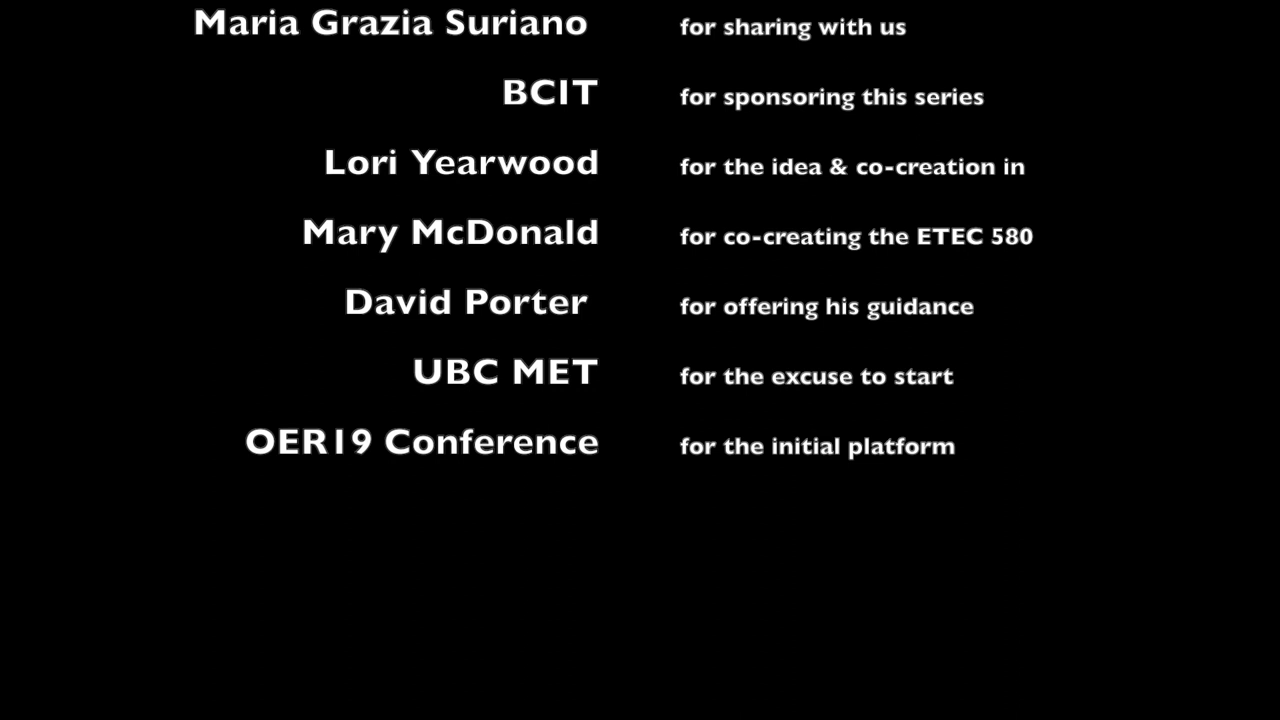 Maria Grazia Suriano for sharing with us
BCIT for sponsoring this series
Lori Yearwood for the idea & co-creation in
Mary McDonald for co-creating the ETEC 580
David Porter for offering his guidance
UBC MET for the excuse to start
OER19 Conference for the initial platform